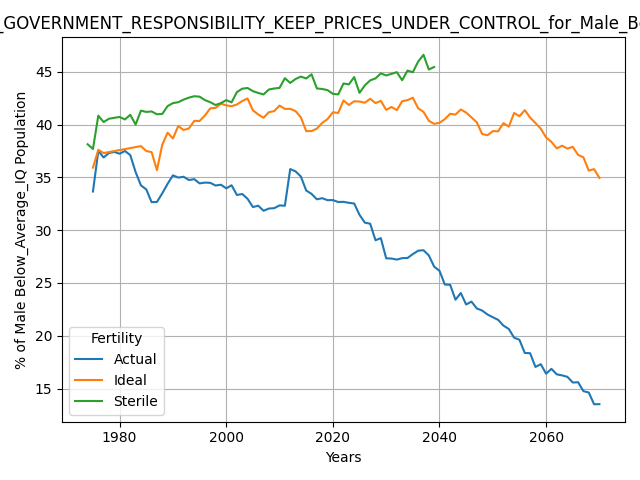 _GOVERNMENT_RESPONSIBILITY_KEEP_PRICES_UNDER_CONTROL_for_Male_Be
% of Male Below_Average_IQ Population
45
40
35
30
25
20
15
Fertility
Actual
Ideal
Sterile
1980 2000 2020 2040 2060
Years